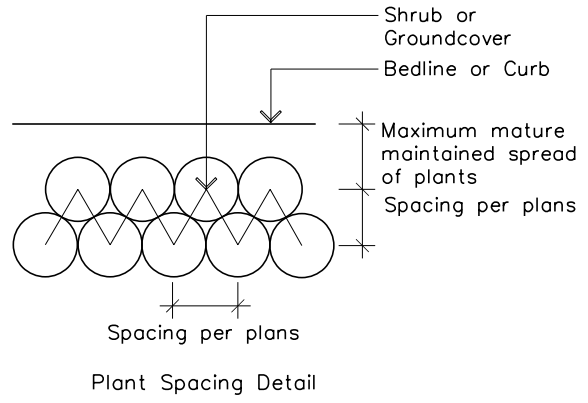 Shrub or
Groundcover
Bedline or Curb
Maximum mature
maintained spread
of plants
Spacing per plans
Spacing per plans
Plant Spacing Detail